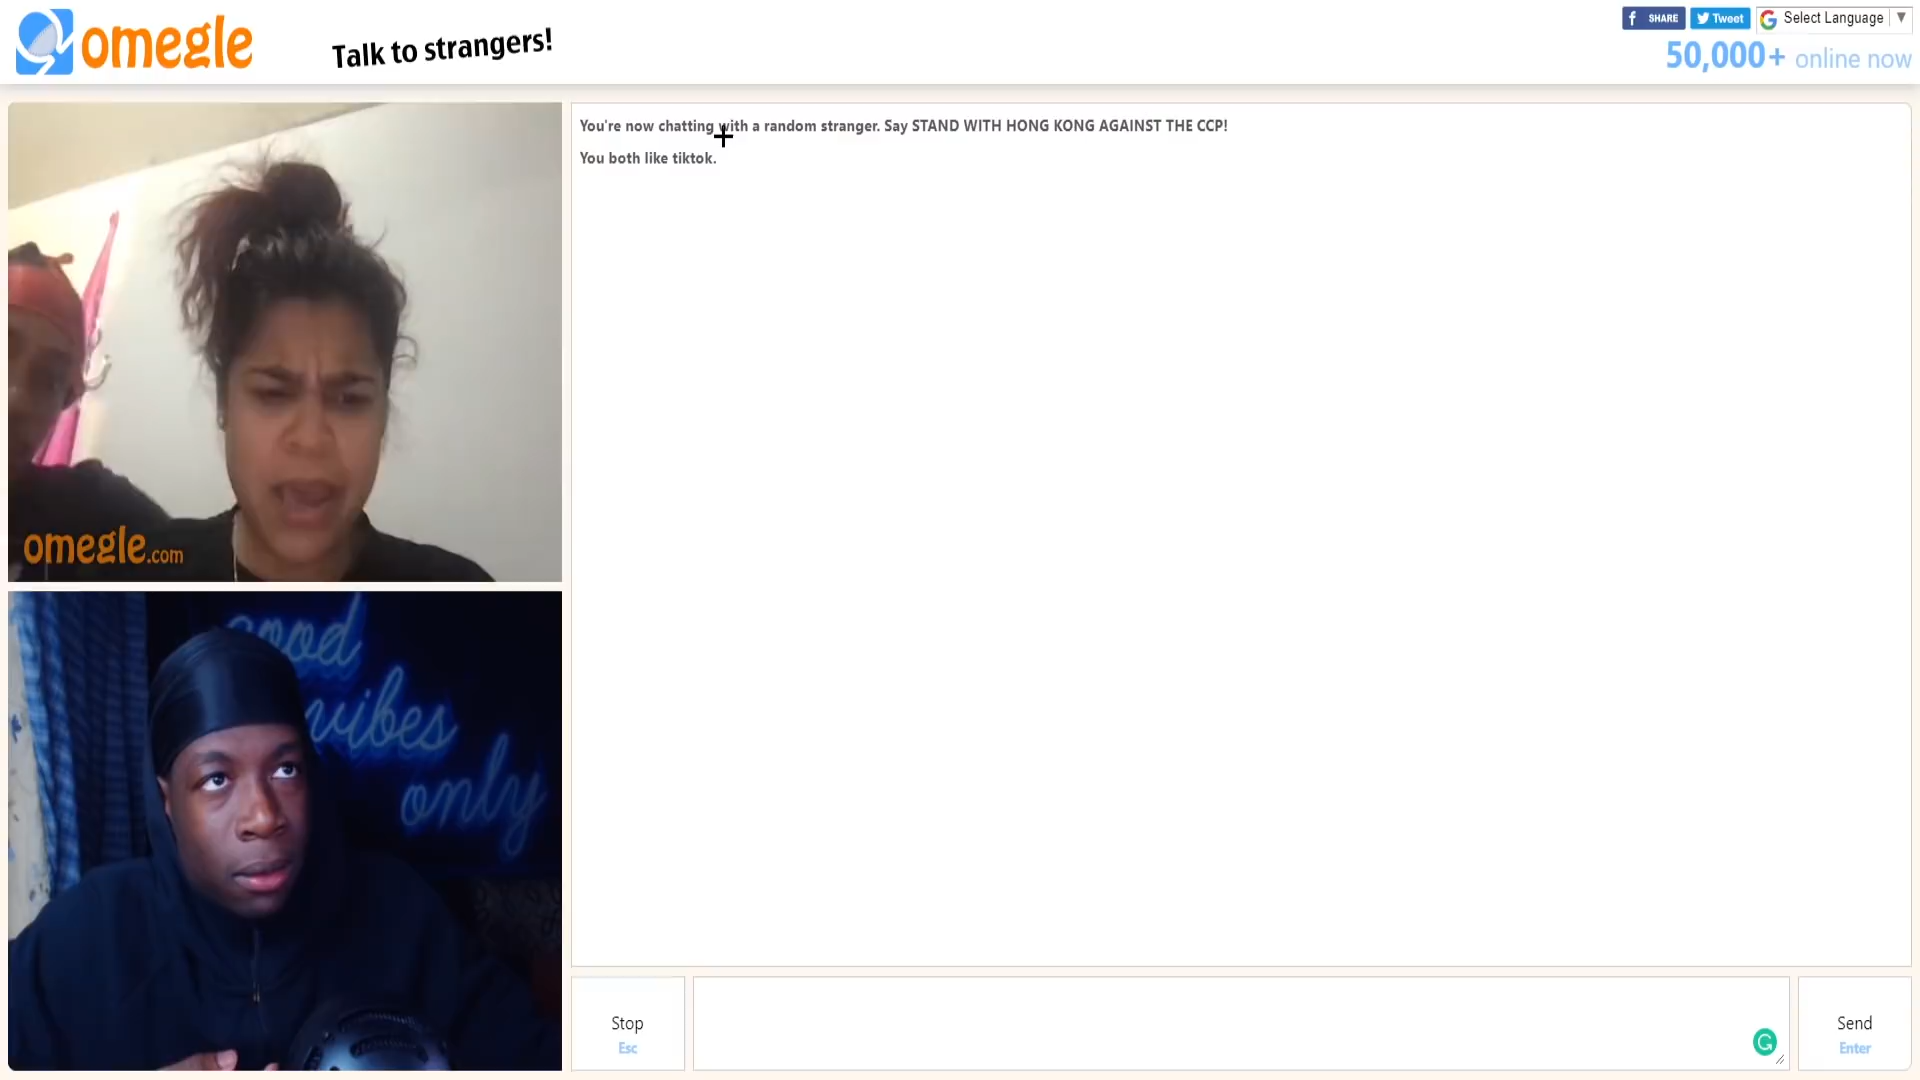 omegle
Talk to strangers!
SHARE
Tweet
Select Language
50,000+ online now
You're now chatting with a random stranger. Say STAND WITH HONG KONG AGAINST THE CCP!
You both like tiktok.
omegle.com
good
vibes
only
Stop
Esc
Send
Enter